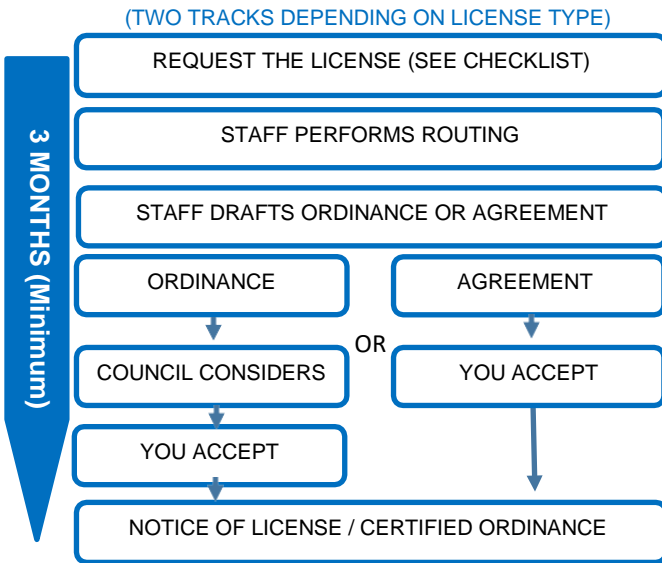 (TWO TRACKS DEPENDING ON LICENSE TYPE)
REQUEST THE LICENSE (SEE CHECKLIST)
STAFF PERFORMS ROUTING
STAFF DRAFTS ORDINANCE OR AGREEMENT
3 MONTHS (Minimum)
ORDINANCE
AGREEMENT
OR
COUNCIL CONSIDERS
YOU ACCEPT
YOU ACCEPT
NOTICE OF LICENSE / CERTIFIED ORDINANCE